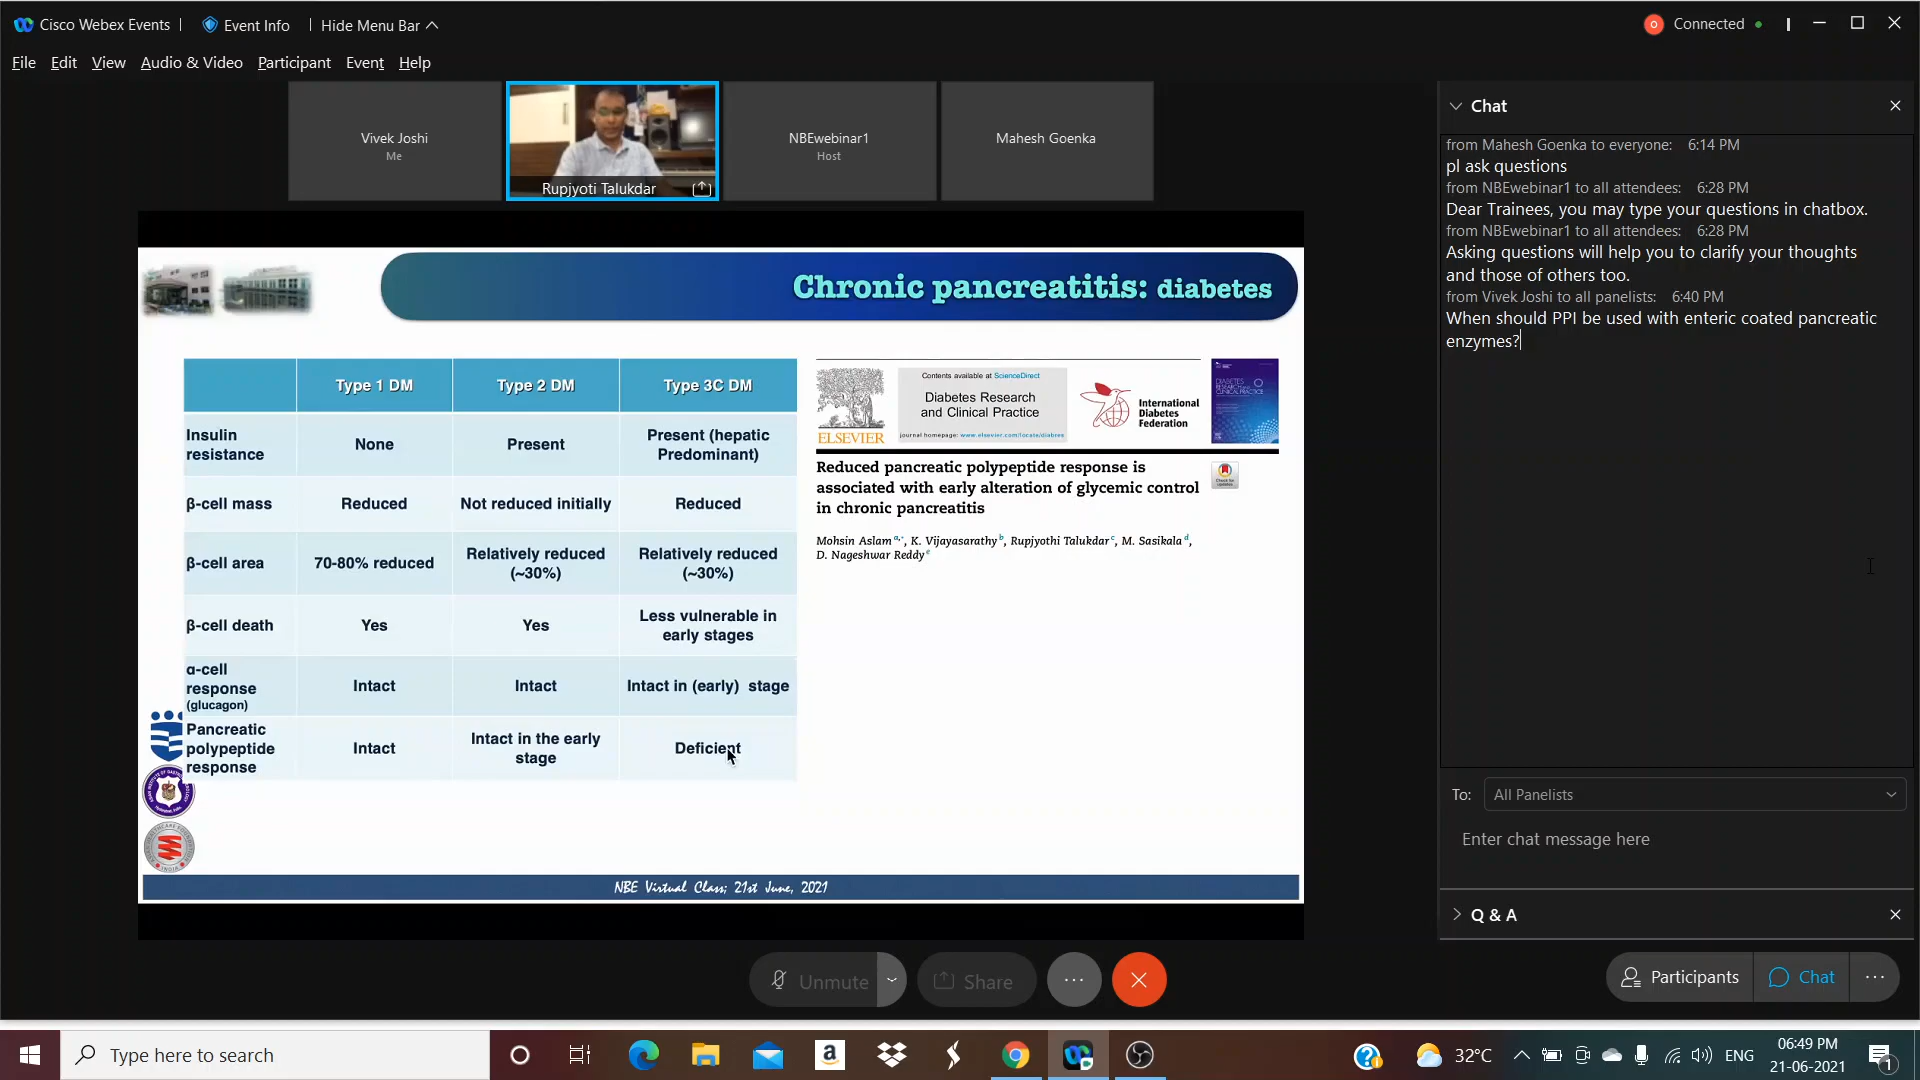 Cisco Webex Events
Event Info
Hide Menu Bar
Connected
File Edit View Audio & Video Participant Event Help
Vivek Joshi
Me
Rupjyoti Talukdar
NBEwebinar1
Host
Mahesh Goenka
Chronic pancreatitis: diabetes
Type 1 DM Type 2 DM Type 3C DM
Insulin resistance None Present Present (hepatic Predominant)
β-cell mass Reduced Not reduced initially Reduced
β-cell area 70-80% reduced Relatively reduced (~30%) Relatively reduced (~30%)
β-cell death Yes Yes Less vulnerable in early stages
α-cell response (glucagon) Intact Intact Intact in (early) stage
Pancreatic polypeptide response Intact Intact in the early stage Deficient
ELSEVIER
Contents available at ScienceDirect
Diabetes Research
and Clinical Practice
journal homepage: www.elsevier.com/locate/diabres
International
Diabetes
Federation
Reduced pancreatic polypeptide response is
associated with early alteration of glycemic control
in chronic pancreatitis
Mohsin Aslam a,*, K. Vijayasarathy b, Rupjyothi Talukdar c, M. Sasikala d,
D. Nageshwar Reddy e
NBE Virtual Class; 21st June, 2021
Chat
from Mahesh Goenka to everyone: 6:14 PM
pl ask questions
from NBEwebinar1 to all attendees: 6:28 PM
Dear Trainees, you may type your questions in chatbox.
from NBEwebinar1 to all attendees: 6:28 PM
Asking questions will help you to clarify your thoughts
and those of others too.
from Vivek Joshi to all panelists: 6:40 PM
When should PPI be used with enteric coated pancreatic
enzymes?
To: All Panelists
Enter chat message here
Q & A
Unmute
Share
Participants
Chat
Type here to search
32°C
ENG
06:49 PM
21-06-2021
1